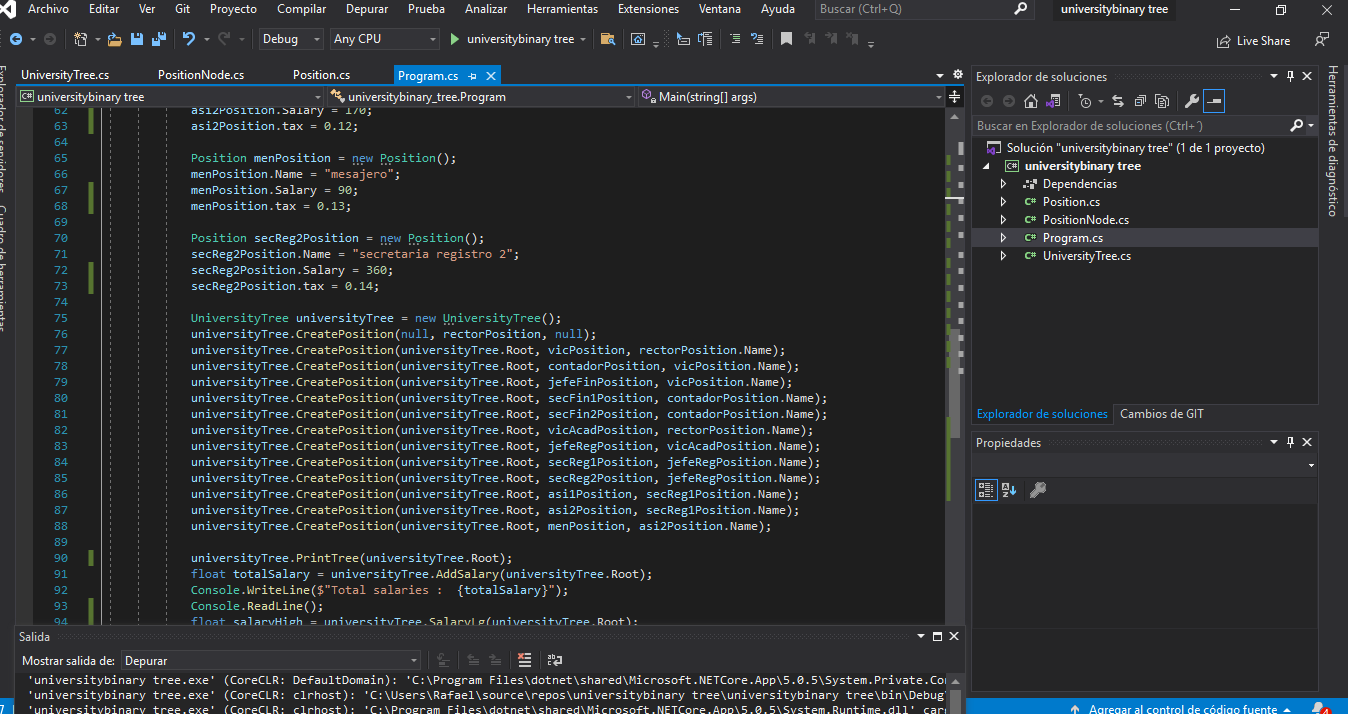 Archivo Editar Ver Git Proyecto Compilar Depurar Prueba Analizar Herramientas Extensiones Ventana Ayuda Buscar (Ctrl+Q) universitybinary tree
Debug Any CPU universitybinary tree Live Share
UniversityTree.cs PositionNode.cs Position.cs Program.cs
universitybinary tree universitybinary_tree.Program Main(string[] args)
62 asi2Position.Salary = 170;
63 asi2Position.tax = 0.12;
64
65 Position menPosition = new Position();
66 menPosition.Name = "mesajero";
67 menPosition.Salary = 90;
68 menPosition.tax = 0.13;
69
70 Position secReg2Position = new Position();
71 secReg2Position.Name = "secretaria registro 2";
72 secReg2Position.Salary = 360;
73 secReg2Position.tax = 0.14;
74
75 UniversityTree universityTree = new UniversityTree();
76 universityTree.CreatePosition(null, rectorPosition, null);
77 universityTree.CreatePosition(universityTree.Root, vicPosition, rectorPosition.Name);
78 universityTree.CreatePosition(universityTree.Root, contadorPosition, vicPosition.Name);
79 universityTree.CreatePosition(universityTree.Root, jefeFinPosition, vicPosition.Name);
80 universityTree.CreatePosition(universityTree.Root, secFin1Position, contadorPosition.Name);
81 universityTree.CreatePosition(universityTree.Root, secFin2Position, contadorPosition.Name);
82 universityTree.CreatePosition(universityTree.Root, vicAcadPosition, rectorPosition.Name);
83 universityTree.CreatePosition(universityTree.Root, jefeRegPosition, vicAcadPosition.Name);
84 universityTree.CreatePosition(universityTree.Root, secReg1Position, jefeRegPosition.Name);
85 universityTree.CreatePosition(universityTree.Root, secReg2Position, jefeRegPosition.Name);
86 universityTree.CreatePosition(universityTree.Root, asi1Position, secReg1Position.Name);
87 universityTree.CreatePosition(universityTree.Root, asi2Position, secReg1Position.Name);
88 universityTree.CreatePosition(universityTree.Root, menPosition, asi2Position.Name);
89
90 universityTree.PrintTree(universityTree.Root);
91 float totalSalary = universityTree.AddSalary(universityTree.Root);
92 Console.WriteLine($"Total salaries :  {totalSalary}");
93 Console.ReadLine();
94 float salaryHigh = universityTree.SalaryLg(universityTree.Root);
Salida
Mostrar salida de: Depurar
'universitybinary tree.exe' (CoreCLR: DefaultDomain): 'C:\Program Files\dotnet\shared\Microsoft.NETCore.App\5.0.5\System.Private.Co
'universitybinary tree.exe' (CoreCLR: clrhost): 'C:\Users\Rafael\source\repos\universitybinary tree\universitybinary tree\bin\Debug
'universitybinary tree.exe' (CoreCLR: clrhost): 'C:\Program Files\dotnet\shared\Microsoft.NETCore.App\5.0.5\System.Runtime.dll' car
Explorador de soluciones
Buscar en Explorador de soluciones (Ctrl+´)
Solución "universitybinary tree" (1 de 1 proyecto)
universitybinary tree
Dependencias
Position.cs
PositionNode.cs
Program.cs
UniversityTree.cs
Explorador de soluciones Cambios de GIT
Propiedades
Herramientas de diagnóstico
Explorador de servidores
Cuadro de herramientas
Agregar al control de código fuente
4